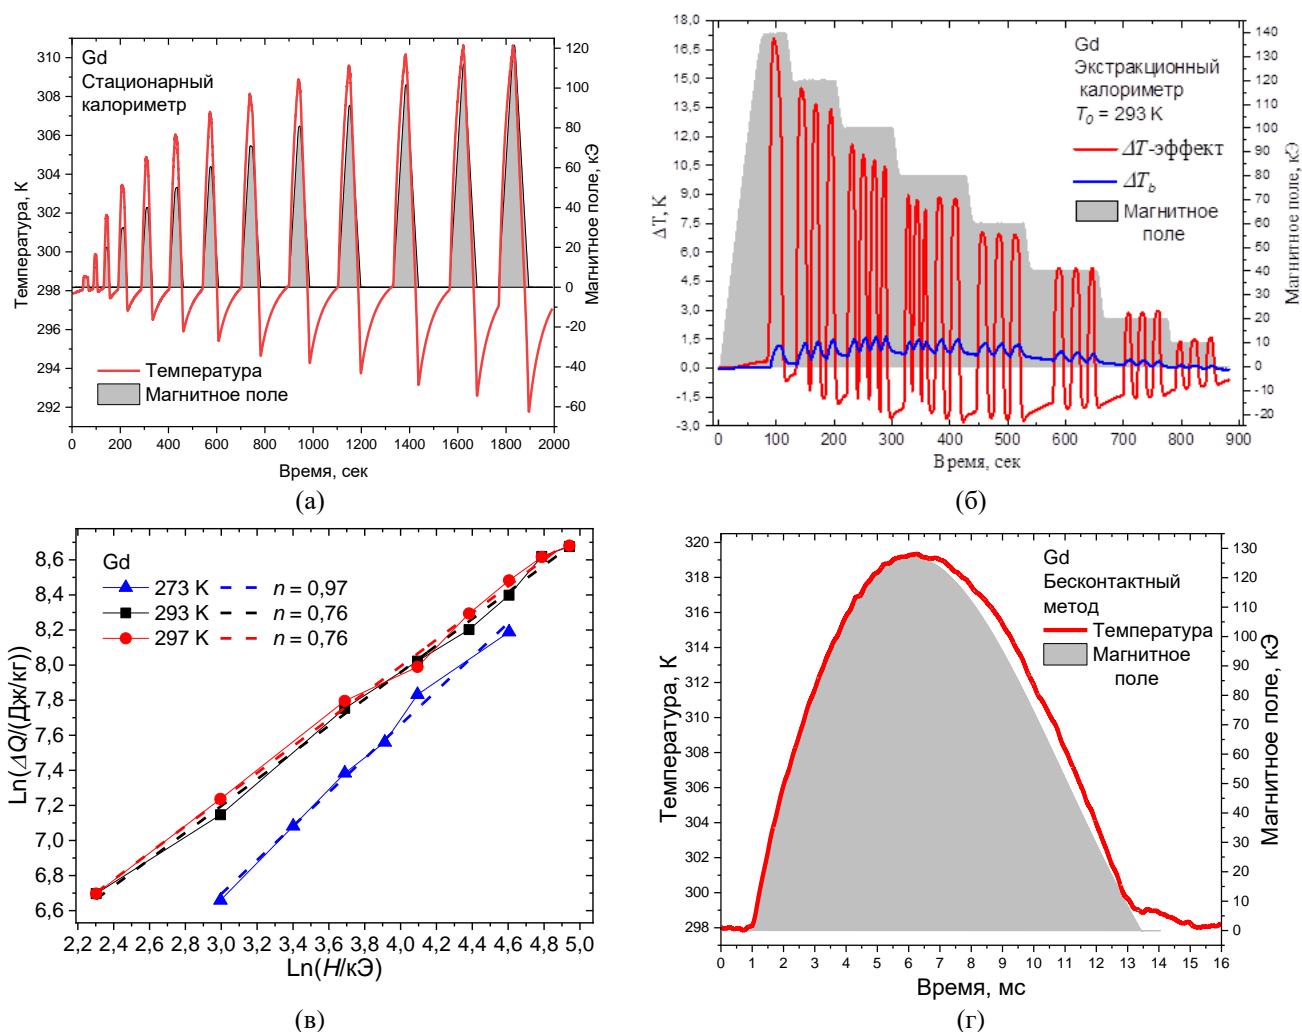 Gd
Стационарный
калориметр
Температура, К
310
308
306
304
302
300
298
296
294
292
120
100
80
60
40
20
0
-20
-40
-60
Магнитное поле, кЭ
Температура
Магнитное поле
0 200 400 600 800 1000 1200 1400 1600 1800 2000
Время, сек
(а)
ΔT, K
18,0
16,5
15,0
13,5
12,0
10,5
9,0
7,5
6,0
4,5
3,0
1,5
0,0
-1,5
-3,0
Gd
Экстракционный
калориметр
T0 = 293 K
ΔT-эффект
ΔTb
Магнитное
поле
140
130
120
110
100
90
80
70
60
50
40
30
20
10
0
-10
-20
Магнитное поле, кЭ
0 100 200 300 400 500 600 700 800 900
Время, сек
(б)
Ln(ΔQ/(Дж/кг))
8,6
8,4
8,2
8,0
7,8
7,6
7,4
7,2
7,0
6,8
6,6
Gd
273 K n = 0,97
293 K n = 0,76
297 K n = 0,76
2,2 2,4 2,6 2,8 3,0 3,2 3,4 3,6 3,8 4,0 4,2 4,4 4,6 4,8 5,0
Ln(H/кЭ)
(в)
Температура, К
320
318
316
314
312
310
308
306
304
302
300
298
Gd
Бесконтактный
метод
Температура
Магнитное
поле
130
120
110
100
90
80
70
60
50
40
30
20
10
0
Магнитное поле, кЭ
0 1 2 3 4 5 6 7 8 9 10 11 12 13 14 15 16
Время, мс
(г)